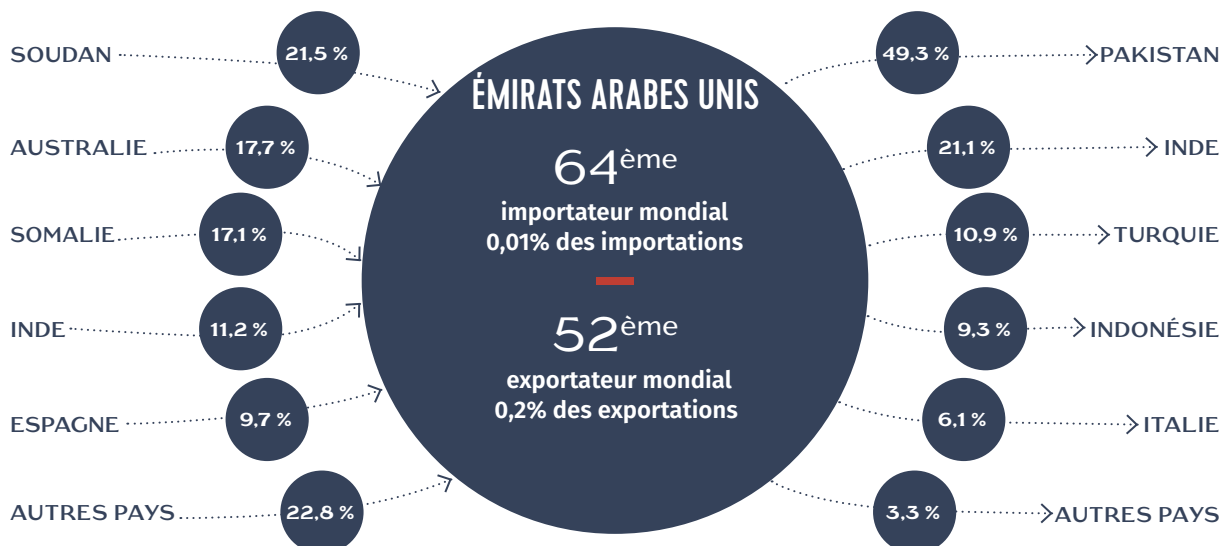 SOUDAN
21,5 %
AUSTRALIE
17,7 %
SOMALIE
17,1 %
INDE
11,2 %
ESPAGNE
9,7 %
AUTRES PAYS
22,8 %
ÉMIRATS ARABES UNIS
64ème
importateur mondial
0,01% des importations
52ème
exportateur mondial
0,2% des exportations
49,3 %
PAKISTAN
21,1 %
INDE
10,9 %
TURQUIE
9,3 %
INDONÉSIE
6,1 %
ITALIE
3,3 %
AUTRES PAYS